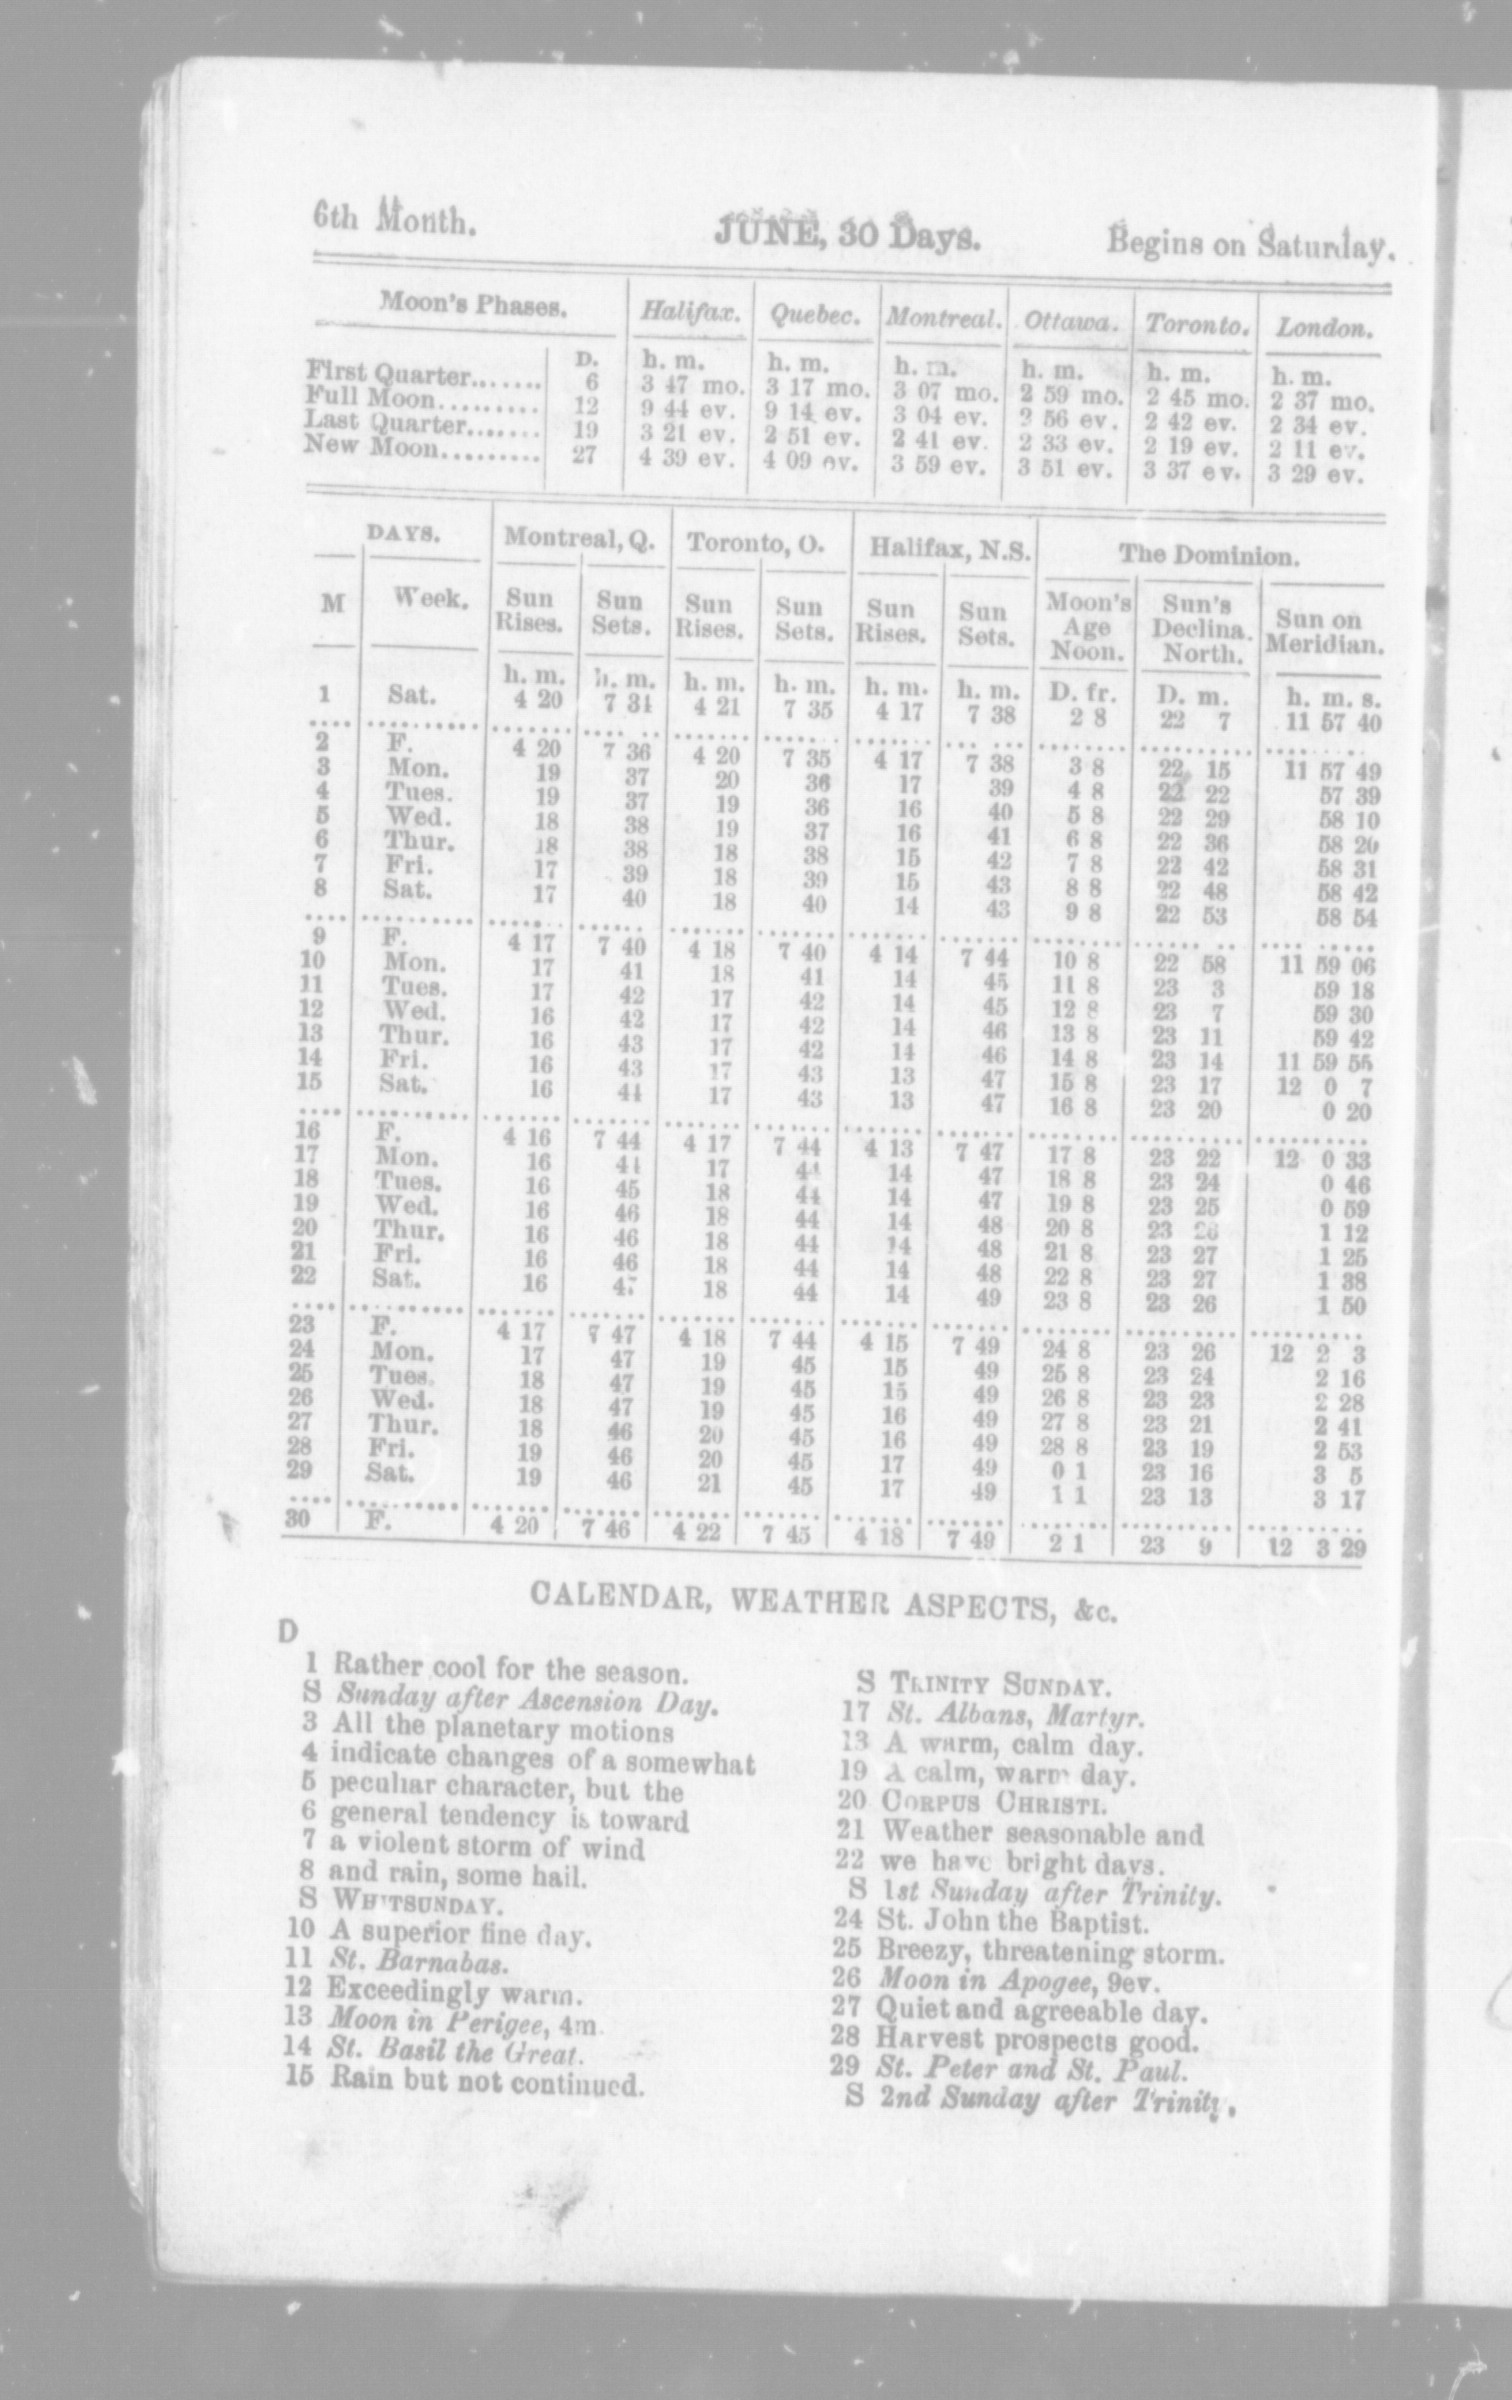 6th Month. JUNE, 30 Days. Begins on Saturday.
Moon's Phases. Halifax. Quebec. Montreal. Ottawa. Toronto. London.
D. h. m. h. m. h. m. h. m. h. m. h. m.
First Quarter....... 6 3 47 mo. 3 17 mo. 3 07 mo. 2 59 mo. 2 45 mo. 2 37 mo.
Full Moon......... 12 9 44 ev. 9 14 ev. 3 04 ev. 2 56 ev. 2 42 ev. 2 34 ev.
Last Quarter....... 19 3 21 ev. 2 51 ev. 2 41 ev. 2 33 ev. 2 19 ev. 2 11 ev.
New Moon......... 27 4 39 ev. 4 09 ev. 3 59 ev. 3 51 ev. 3 37 ev. 3 29 ev.
DAYS. Montreal, Q. Toronto, O. Halifax, N.S. The Dominion.
M Week. Sun Rises. Sun Sets. Sun Rises. Sun Sets. Sun Rises. Sun Sets. Moon's Age Noon. Sun's Declina. North. Sun on Meridian.
h. m. h. m. h. m. h. m. h. m. h. m. D. fr. D. m. h. m. s.
1 Sat. 4 20 7 34 4 21 7 35 4 17 7 38 2 8 22 7 11 57 40
2 F. 4 20 7 36 4 20 7 35 4 17 7 38 3 8 22 15 11 57 49
3 Mon. 19 37 20 36 17 39 4 8 22 22 57 39
4 Tues. 19 37 19 36 16 40 5 8 22 29 58 10
5 Wed. 18 38 19 37 16 41 6 8 22 36 58 20
6 Thur. 18 38 18 38 15 42 7 8 22 42 58 31
7 Fri. 17 39 18 39 15 43 8 8 22 48 58 42
8 Sat. 17 40 18 40 14 43 9 8 22 53 58 54
9 F. 4 17 7 40 4 18 7 40 4 14 7 44 10 8 22 58 11 59 06
10 Mon. 17 41 18 41 14 45 11 8 23 3 59 18
11 Tues. 17 42 17 42 14 45 12 8 23 7 59 30
12 Wed. 16 42 17 42 14 46 13 8 23 11 59 42
13 Thur. 16 43 17 42 14 46 14 8 23 14 11 59 55
14 Fri. 16 43 17 43 13 47 15 8 23 17 12 0 7
15 Sat. 16 44 17 43 13 47 16 8 23 20 0 20
16 F. 4 16 7 44 4 17 7 44 4 13 7 47 17 8 23 22 12 0 33
17 Mon. 16 44 17 44 14 47 18 8 23 24 0 46
18 Tues. 16 45 18 44 14 47 19 8 23 25 0 59
19 Wed. 16 46 18 44 14 48 20 8 23 26 1 12
20 Thur. 16 46 18 44 14 48 21 8 23 27 1 25
21 Fri. 16 46 18 44 14 48 22 8 23 27 1 38
22 Sat. 16 47 18 44 14 49 23 8 23 26 1 50
23 F. 4 17 7 47 4 18 7 44 4 15 7 49 24 8 23 26 12 2 3
24 Mon. 17 47 19 45 15 49 25 8 23 24 2 16
25 Tues. 18 47 19 45 15 49 26 8 23 23 2 28
26 Wed. 18 47 19 45 16 49 27 8 23 21 2 41
27 Thur. 18 46 20 45 16 49 28 8 23 19 2 53
28 Fri. 19 46 20 45 17 49 0 1 23 16 3 5
29 Sat. 19 46 21 45 17 49 1 1 23 13 3 17
30 F. 4 20 7 46 4 22 7 45 4 18 7 49 2 1 23 9 12 3 29
CALENDAR, WEATHER ASPECTS, &c.
D
1 Rather cool for the season.
S Sunday after Ascension Day.
3 All the planetary motions
4 indicate changes of a somewhat
5 peculiar character, but the
6 general tendency is toward
7 a violent storm of wind
8 and rain, some hail.
S WHITSUNDAY.
10 A superior fine day.
11 St. Barnabas.
12 Exceedingly warm.
13 Moon in Perigee, 4m.
14 St. Basil the Great.
15 Rain but not continued.
S TRINITY SUNDAY.
17 St. Albans, Martyr.
13 A warm, calm day.
19 A calm, warm day.
20 CORPUS CHRISTI.
21 Weather seasonable and
22 we have bright days.
S 1st Sunday after Trinity.
24 St. John the Baptist.
25 Breezy, threatening storm.
26 Moon in Apogee, 9ev.
27 Quiet and agreeable day.
28 Harvest prospects good.
29 St. Peter and St. Paul.
S 2nd Sunday after Trinity.